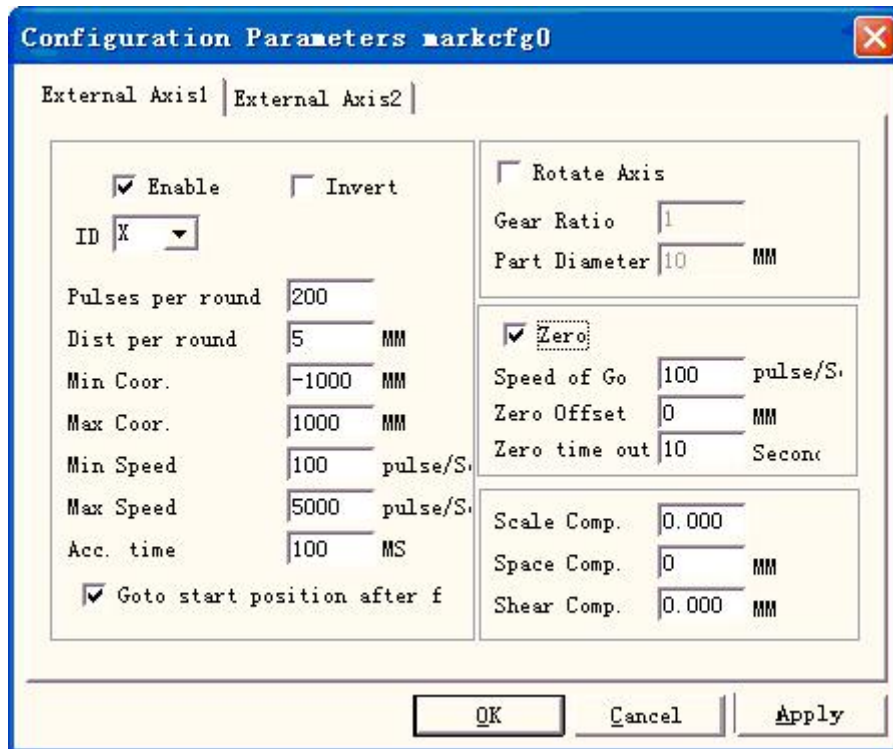 Configuration Parameters markcfg0
External Axis1 External Axis2
Enable Invert
ID X
Pulses per round 200
Dist per round 5 MM
Min Coor. -1000 MM
Max Coor. 1000 MM
Min Speed 100 pulse/S
Max Speed 5000 pulse/S
Acc. time 100 MS
Goto start position after f
Rotate Axis
Gear Ratio 1
Part Diameter 10 MM
Zero
Speed of Go 100 pulse/S
Zero Offset 0 MM
Zero time out 10 Secon
Scale Comp. 0.000
Space Comp. 0 MM
Shear Comp. 0.000 MM
OK Cancel Apply